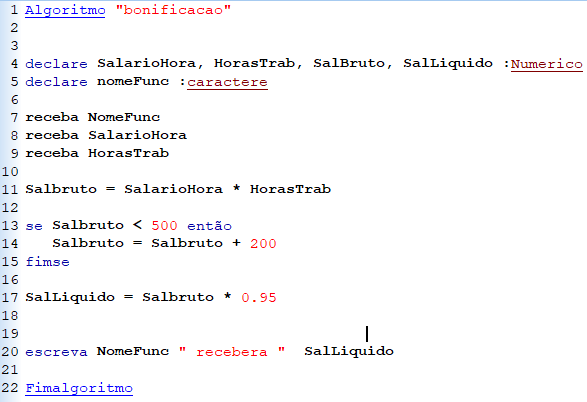 1 Algoritmo "bonificacao"
2
3
4 declare SalarioHora, HorasTrab, SalBruto, SalLiquido :Numerico
5 declare nomeFunc :caractere
6
7 receba NomeFunc
8 receba SalarioHora
9 receba HorasTrab
10
11 Salbruto = SalarioHora * HorasTrab
12
13 se Salbruto < 500 então
14 Salbruto = Salbruto + 200
15 fimse
16
17 SalLiquido = Salbruto * 0.95
18
19
20 escreva NomeFunc " recebera " SalLiquido
21
22 Fimalgoritmo